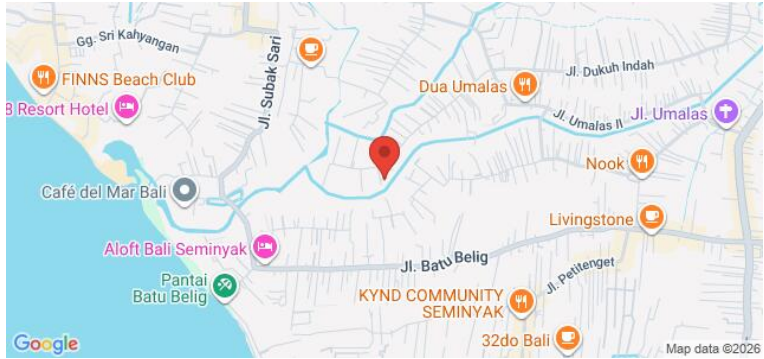 Gg. Sri Kahyangan
FINNS Beach Club
8 Resort Hotel
Jl. Subak Sari
Dua Umalas
Jl. Dukuh Indah
Jl. Umalas II
Jl. Umalas
Nook
Café del Mar Bali
Livingstone
Aloft Bali Seminyak
Jl. Batu Belig
Pantai
Batu Belig
Jl. Petitenget
KYND COMMUNITY
SEMINYAK
32do Bali
Google
Map data ©2026